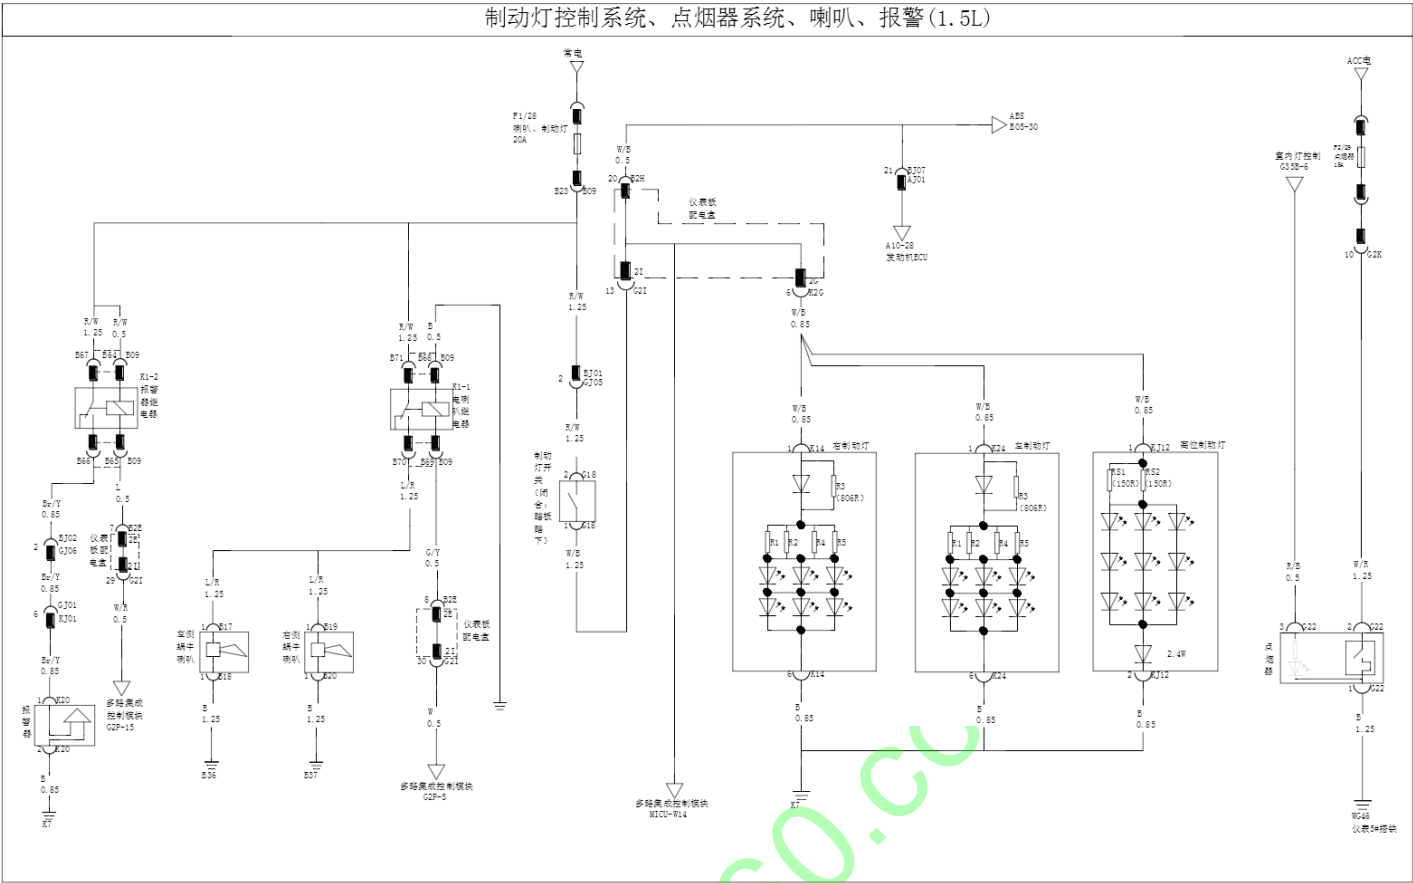 制动灯控制系统、点烟器系统、喇叭、报警(1.5L)
常电
F1/28
喇叭、制动灯
20A
B23
B09
W/B
0.5
20
B2H
仪表板
配电盒
ABS
B05-30
21
BJ07
AJ01
A10-28
发动机ECU
ACC电
F2/29
点烟器
室内灯控制
G35B-6
10
G2K
2I
13
G2I
2G
6
K2G
W/B
0.85
R/W
1.25
R/W
1.25
R/W
0.5
B67
B64
B09
K1-2
报警
器继
电器
B66
B65
B09
R/W
1.25
B
0.5
B71
B68
B09
K1-1
电喇
叭继
电器
B70
B69
B09
2
BJ01
GJ05
R/W
1.25
制动
灯开
关
(闭
合:
踏板
踏
下)
2
G18
1
G18
W/B
1.25
L
0.5
Br/Y
0.85
2
BJ02
GJ06
7
B2E
2E
仪表
板配
电盒
2I
29
G2I
Br/Y
0.85
6
GJ01
KJ01
W/R
0.5
Br/Y
0.85
多路集成
控制模块
G2P-15
报
警
器
1
K20
2
K20
B
0.85
K7
L/R
1.25
L/R
1.25
L/R
1.25
左侧
蜗牛
喇叭
1
B17
1
B18
B
1.25
B36
右侧
蜗牛
喇叭
1
B19
1
B20
B
1.25
B37
G/Y
0.5
8
B2E
2E
仪表板
配电盒
2I
30
G2I
W
0.5
多路集成控制模块
G2P-5
多路集成控制模块
MICU-W14
W/B
0.85
1
K14
右制动灯
R3
(806R)
R1
R2
R4
R5
6
K14
B
0.85
K7
W/B
0.85
1
K24
左制动灯
R3
(806R)
R1
R2
R4
R5
6
K24
B
0.85
W/B
0.85
1
KJ12
高位制动灯
RS1
(150R)
RS2
(150R)
2.4W
2
KJ12
B
0.85
R/B
0.5
W/R
1.25
3
G22
2
G22
点
烟
器
1
G22
B
1.25
WG46
仪表5#搭铁